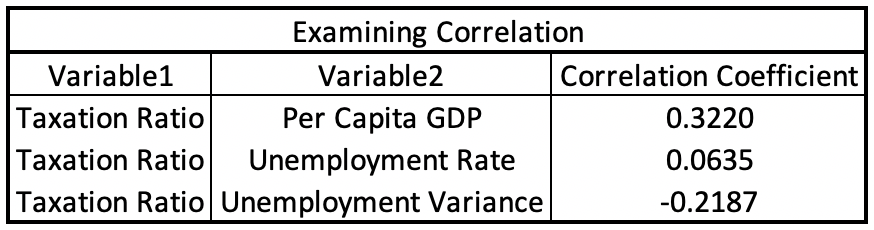 Examining Correlation
Variable1 Variable2 Correlation Coefficient
Taxation Ratio Per Capita GDP 0.3220
Taxation Ratio Unemployment Rate 0.0635
Taxation Ratio Unemployment Variance -0.2187